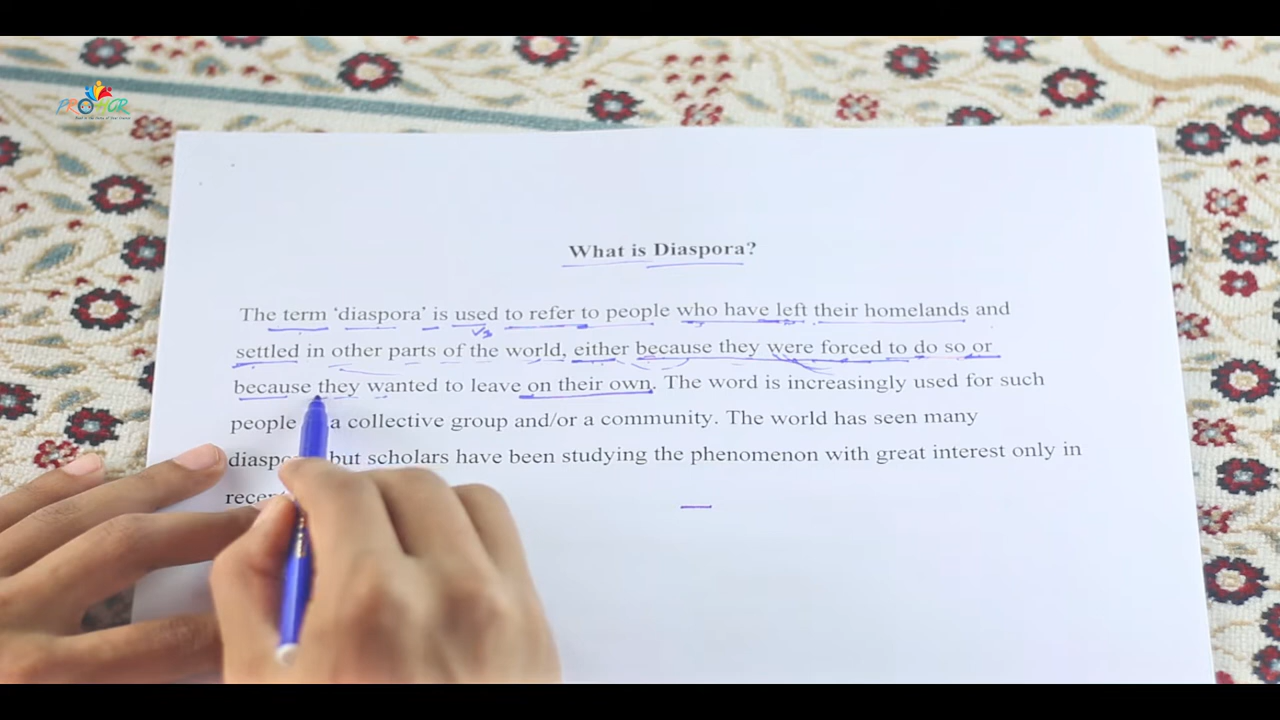 What is Diaspora?
The term ‘diaspora’ is used to refer to people who have left their homelands and
settled in other parts of the world, either because they were forced to do so or
because they wanted to leave on their own. The word is increasingly used for such
people a collective group and/or a community. The world has seen many
but scholars have been studying the phenomenon with great interest only in